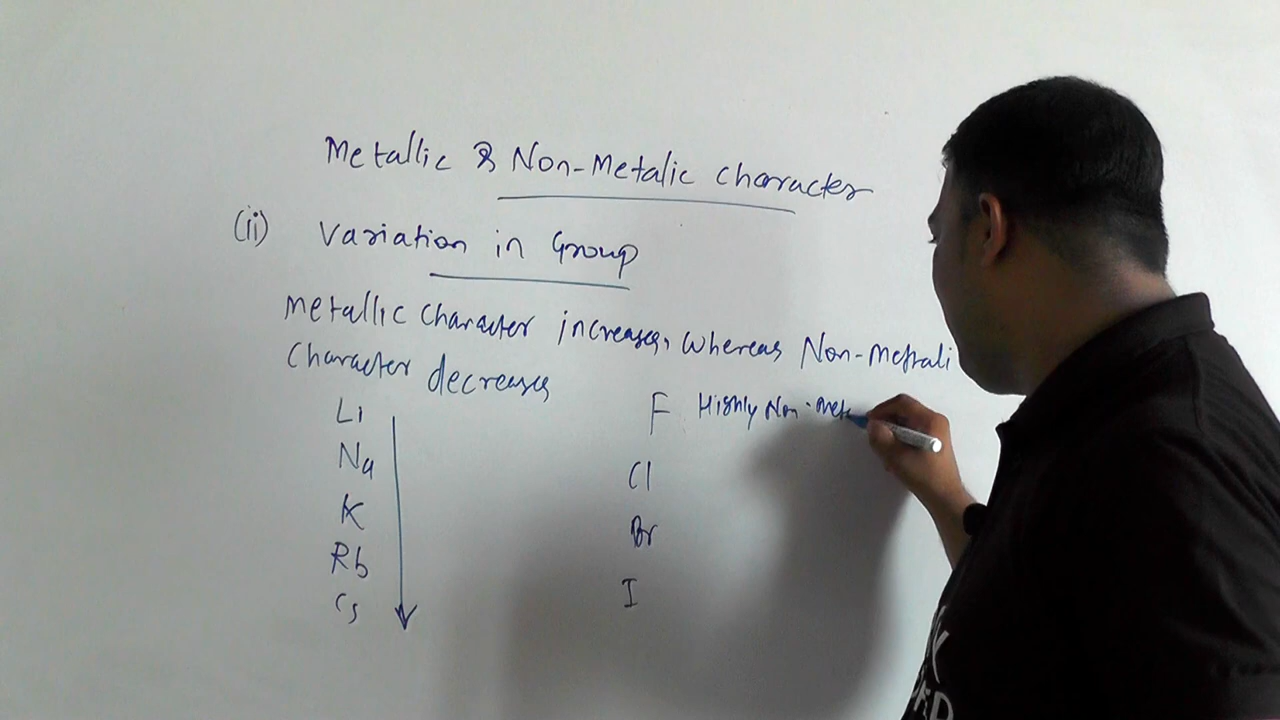 Metallic & Non-Metalic character
(ii) Variation in Group
Metallic character increases, whereas Non-Metali
character decreases
Li
Na
K
Rb
Cs
F Highly Non-Meta
Cl
Br
I